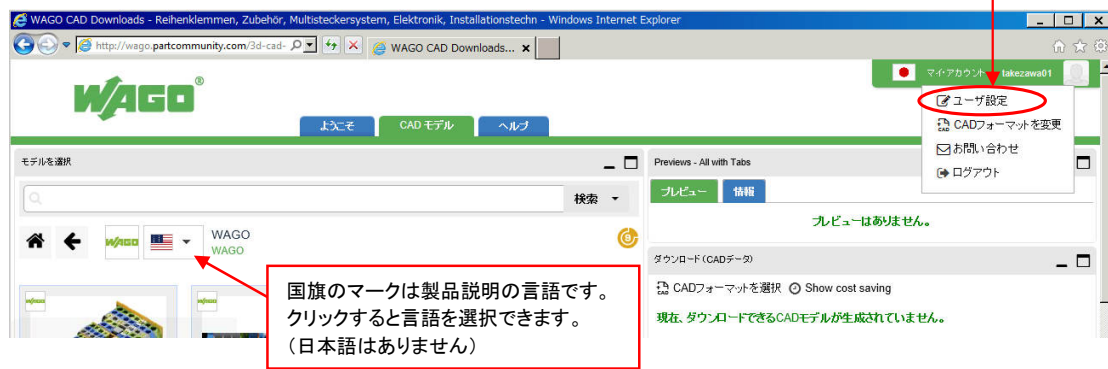 WAGO CAD Downloads - Reihenklemmen, Zubehör, Multisteckersystem, Elektronik, Installationstechn - Windows Internet Explorer
http://wago.partcommunity.com/3d-cad-
WAGO CAD Downloads...
WAGO®
マイ・アカウント takezawa01
ユーザ設定
CADフォーマットを変更
お問い合わせ
ログアウト
ようこそ
CAD モデル
ヘルプ
モデルを選択
検索
WAGO
WAGO
WAGO
Previews - All with Tabs
プレビュー
情報
プレビューはありません。
ダウンロード(CADデータ)
CADフォーマットを選択 Show cost saving
現在、ダウンロードできるCADモデルが生成されていません。
国旗のマークは製品説明の言語です。
クリックすると言語を選択できます。
(日本語はありません)